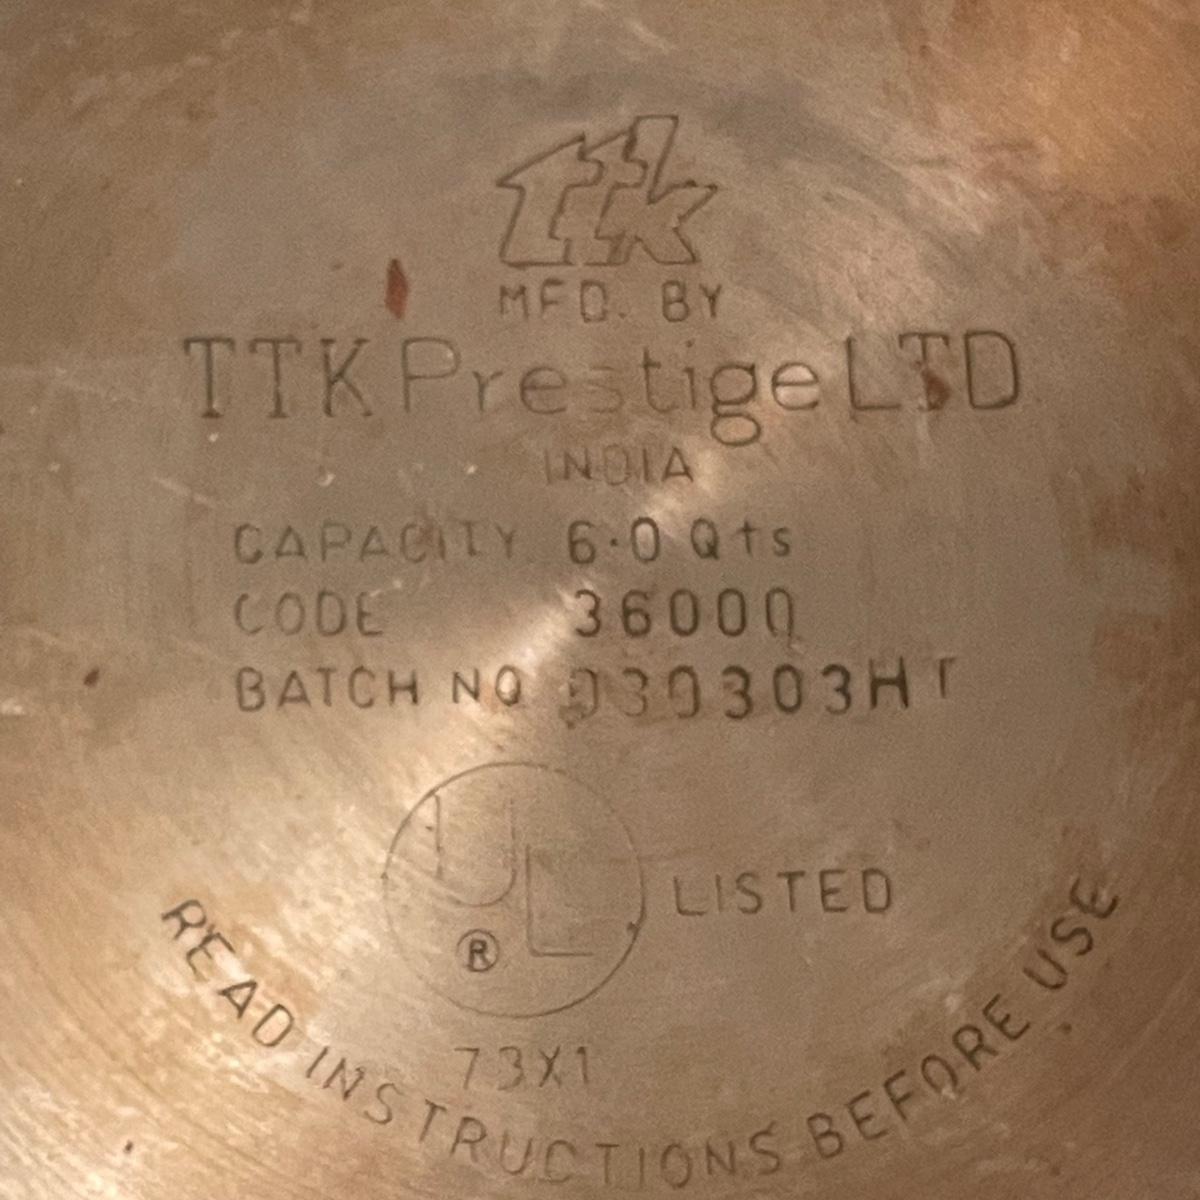 ttk
MFD. BY
TTK Prestige LTD
INDIA
CAPACITY 6.0 Qts
CODE 36000
BATCH NO 030303HT
UL
®
LISTED
73X1
READ INSTRUCTIONS BEFORE USE